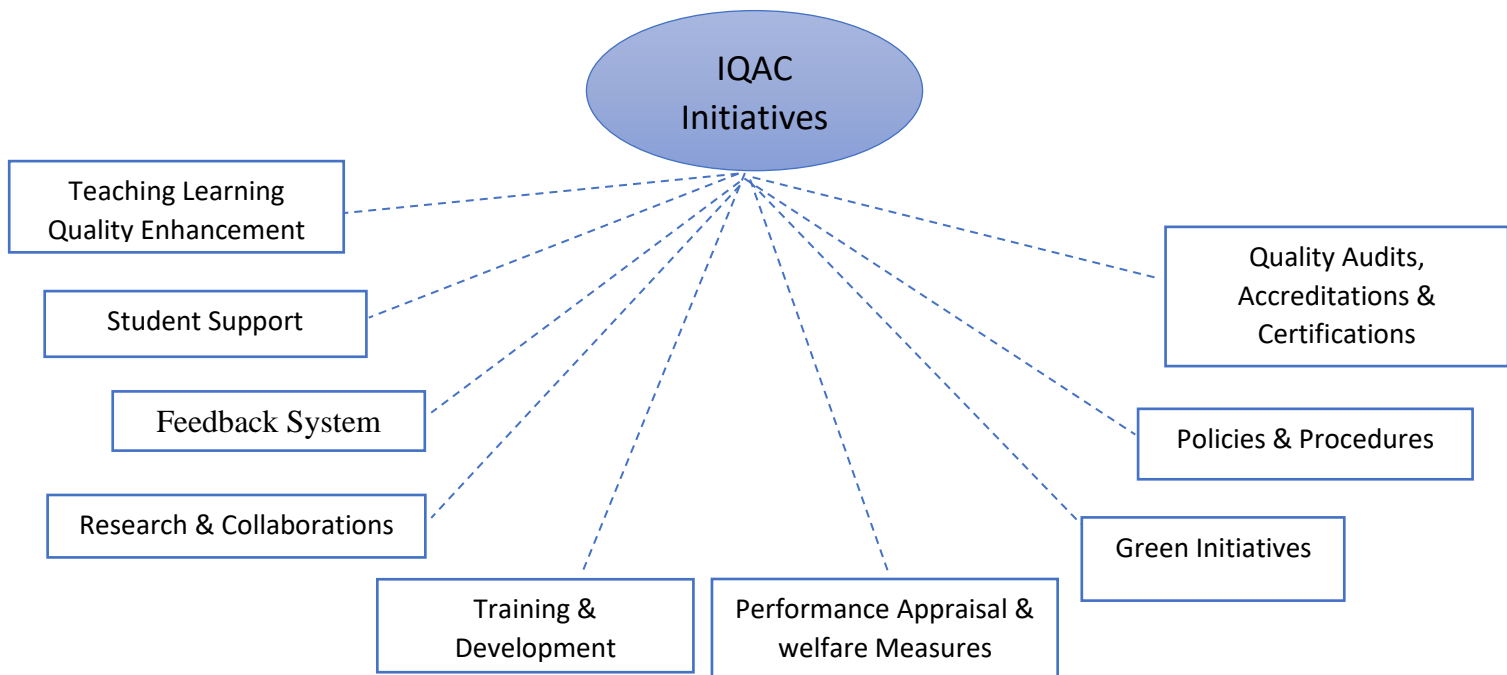 IQAC
Initiatives
Teaching Learning
Quality Enhancement
Student Support
Feedback System
Research & Collaborations
Training &
Development
Performance Appraisal &
welfare Measures
Green Initiatives
Policies & Procedures
Quality Audits,
Accreditations &
Certifications